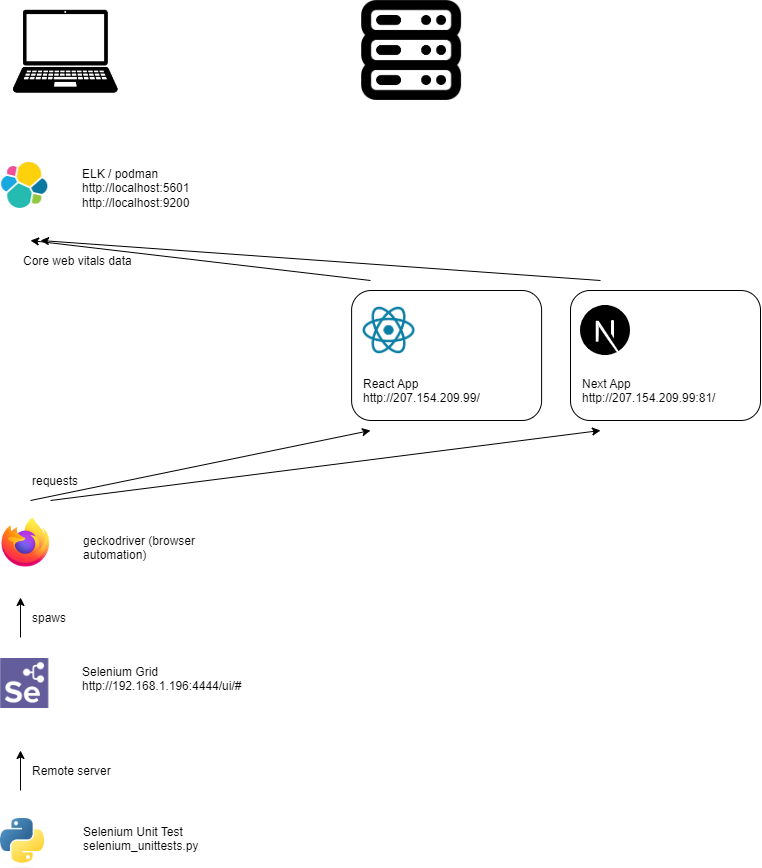 ELK / podman
http://localhost:5601
http://localhost:9200
Core web vitals data
N
React App
http://207.154.209.99/
Next App
http://207.154.209.99:81/
requests
geckodriver (browser
automation)
spaws
Se
Selenium Grid
http://192.168.1.196:4444/ui/#
Remote server
Selenium Unit Test
selenium_unittests.py